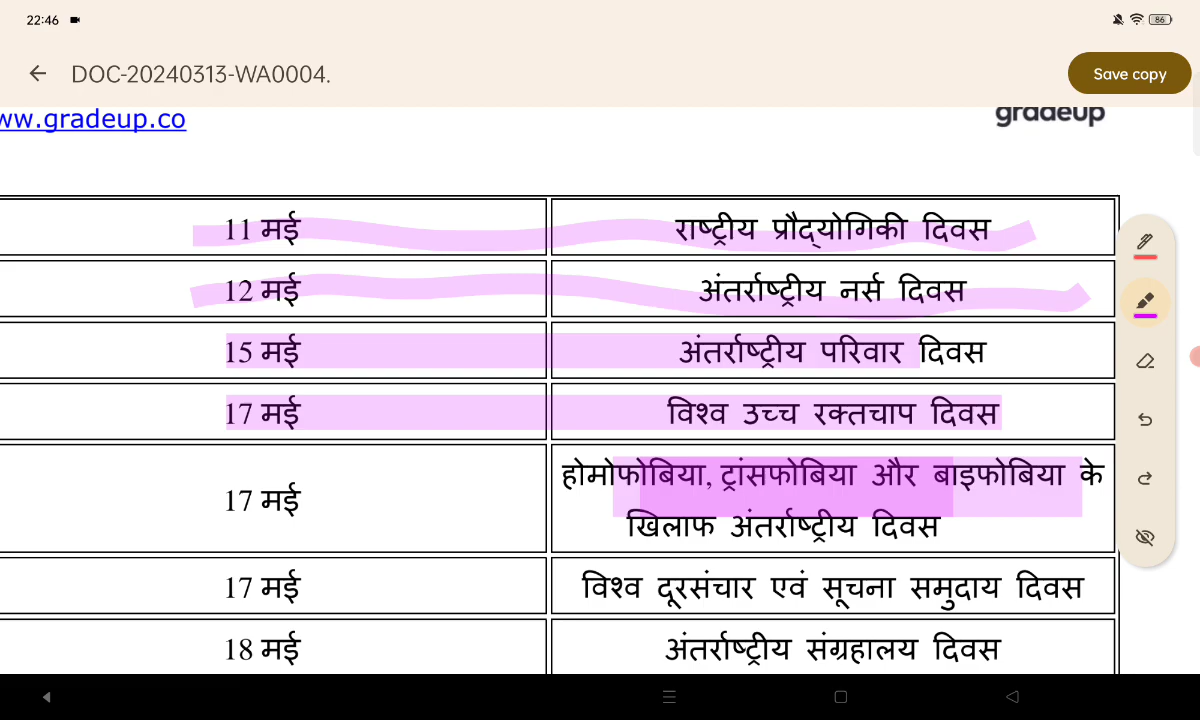 22:46
86
DOC-20240313-WA0004.
Save copy
ww.gradeup.co
gradeup
11 मई राष्ट्रीय प्रौद्योगिकी दिवस
12 मई अंतर्राष्ट्रीय नर्स दिवस
15 मई अंतर्राष्ट्रीय परिवार दिवस
17 मई विश्व उच्च रक्तचाप दिवस
17 मई होमोफोबिया, ट्रांसफोबिया और बाइफोबिया के
खिलाफ अंतर्राष्ट्रीय दिवस
17 मई विश्व दूरसंचार एवं सूचना समुदाय दिवस
18 मई अंतर्राष्ट्रीय संग्रहालय दिवस